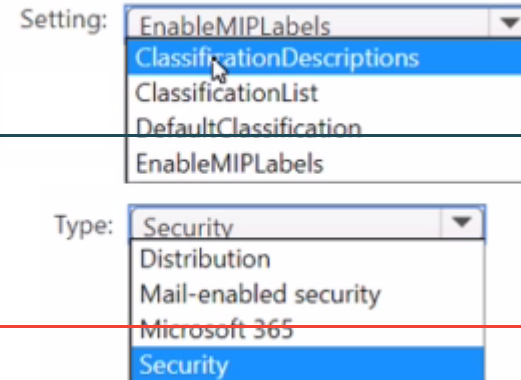 Setting: EnableMIPLabels
ClassificationDescriptions
ClassificationList
DefaultClassification
EnableMIPLabels
Type: Security
Distribution
Mail-enabled security
Microsoft 365
Security